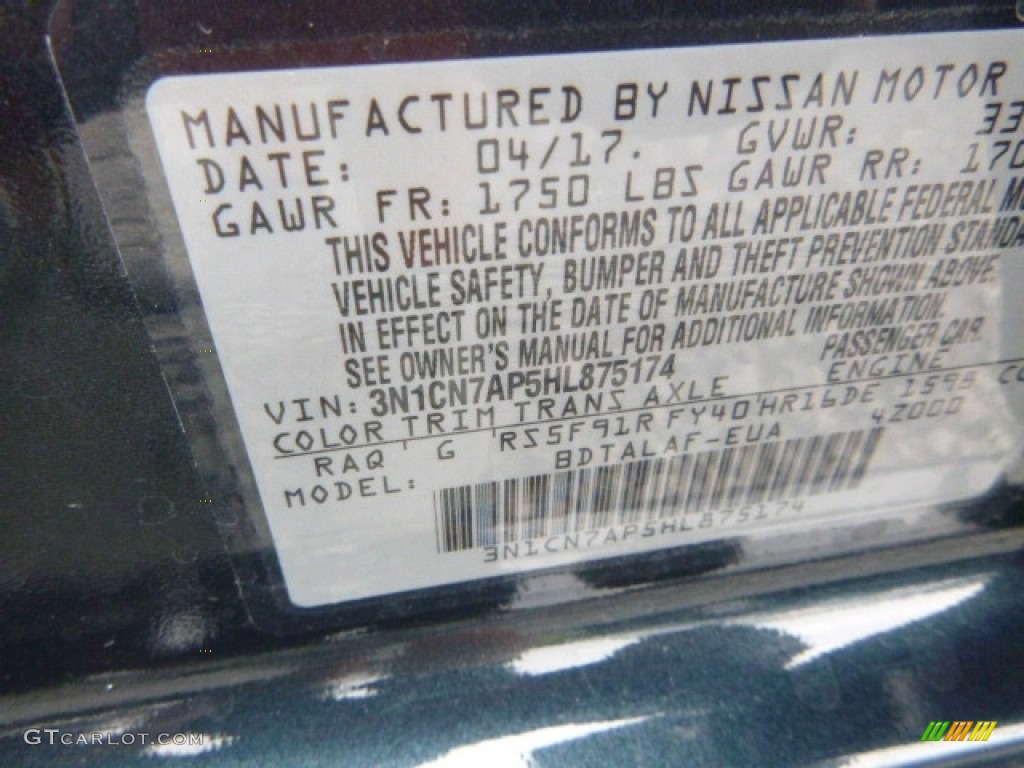 MANUFACTURED BY NISSAN MOTOR
DATE: 04/17. GVWR: 33
GAWR FR: 1750 LBS GAWR RR: 170
THIS VEHICLE CONFORMS TO ALL APPLICABLE FEDERAL MO
VEHICLE SAFETY, BUMPER AND THEFT PREVENTION STANDA
IN EFFECT ON THE DATE OF MANUFACTURE SHOWN ABOVE
SEE OWNER'S MANUAL FOR ADDITIONAL INFORMATION.
VIN: 3N1CN7AP5HL875174 PASSENGER CAR
COLOR TRIM TRANS AXLE ENGINE
RAQ ' G 'RS5F91R FY40'HR16DE 1598 CC
MODEL: BDTALAF-EUA 42000
3N1CN7AP5HL875174
GTCARLOT.COM